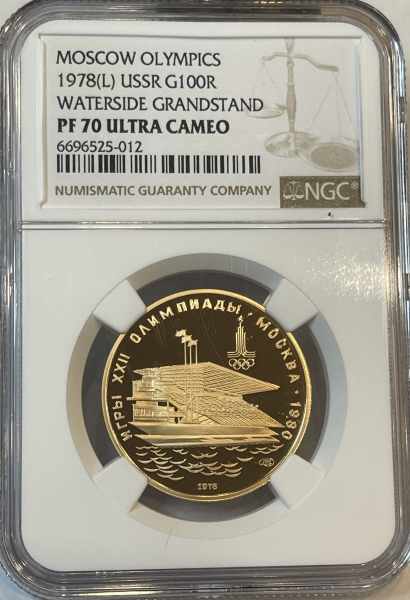 MOSCOW OLYMPICS
1978(L) USSR G100R
WATERSIDE GRANDSTAND
PF 70 ULTRA CAMEO
6696525-012
NUMISMATIC GUARANTY COMPANY
NGC
ИГРЫ XXII ОЛИМПИАДЫ · МОСКВА · 1980
1978